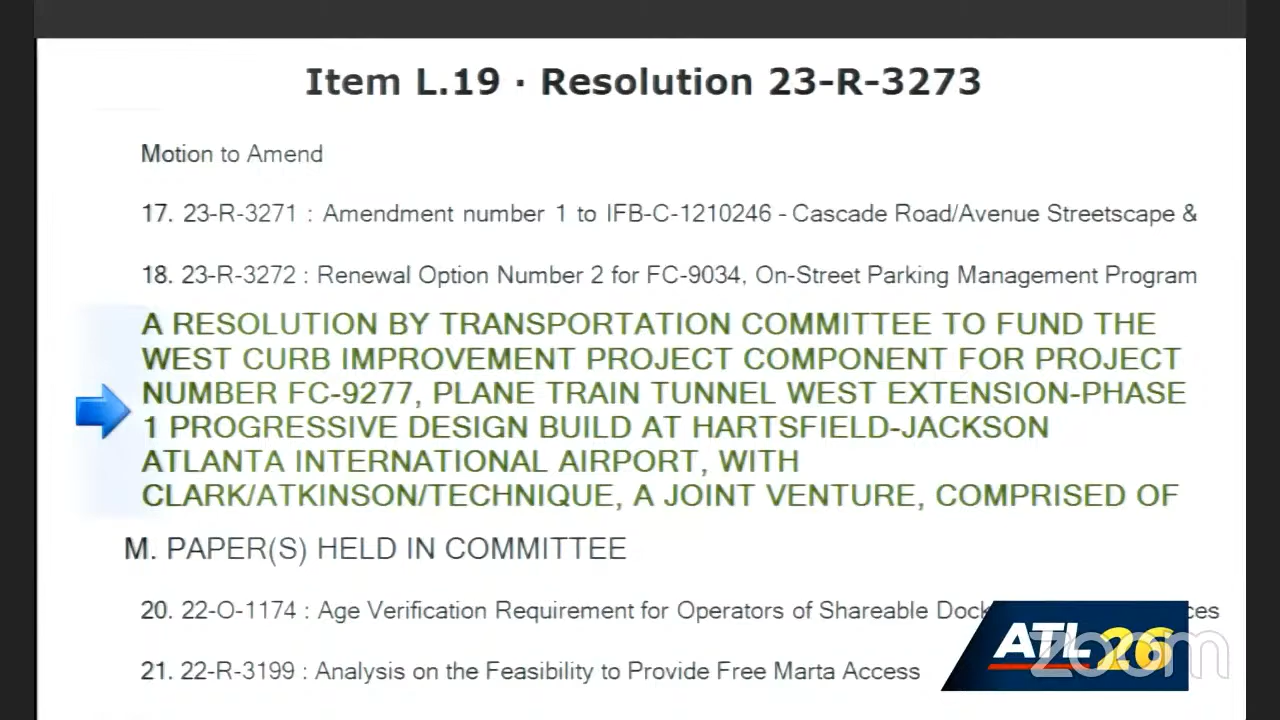 Item L.19 · Resolution 23-R-3273
Motion to Amend
17. 23-R-3271 : Amendment number 1 to IFB-C-1210246 - Cascade Road/Avenue Streetscape &
18. 23-R-3272 : Renewal Option Number 2 for FC-9034, On-Street Parking Management Program
A RESOLUTION BY TRANSPORTATION COMMITTEE TO FUND THE
WEST CURB IMPROVEMENT PROJECT COMPONENT FOR PROJECT
NUMBER FC-9277, PLANE TRAIN TUNNEL WEST EXTENSION-PHASE
1 PROGRESSIVE DESIGN BUILD AT HARTSFIELD-JACKSON
ATLANTA INTERNATIONAL AIRPORT, WITH
CLARK/ATKINSON/TECHNIQUE, A JOINT VENTURE, COMPRISED OF
M. PAPER(S) HELD IN COMMITTEE
20. 22-O-1174 : Age Verification Requirement for Operators of Shareable
21. 22-R-3199 : Analysis on the Feasibility to Provide Free Marta Access
ATL 26
zoom